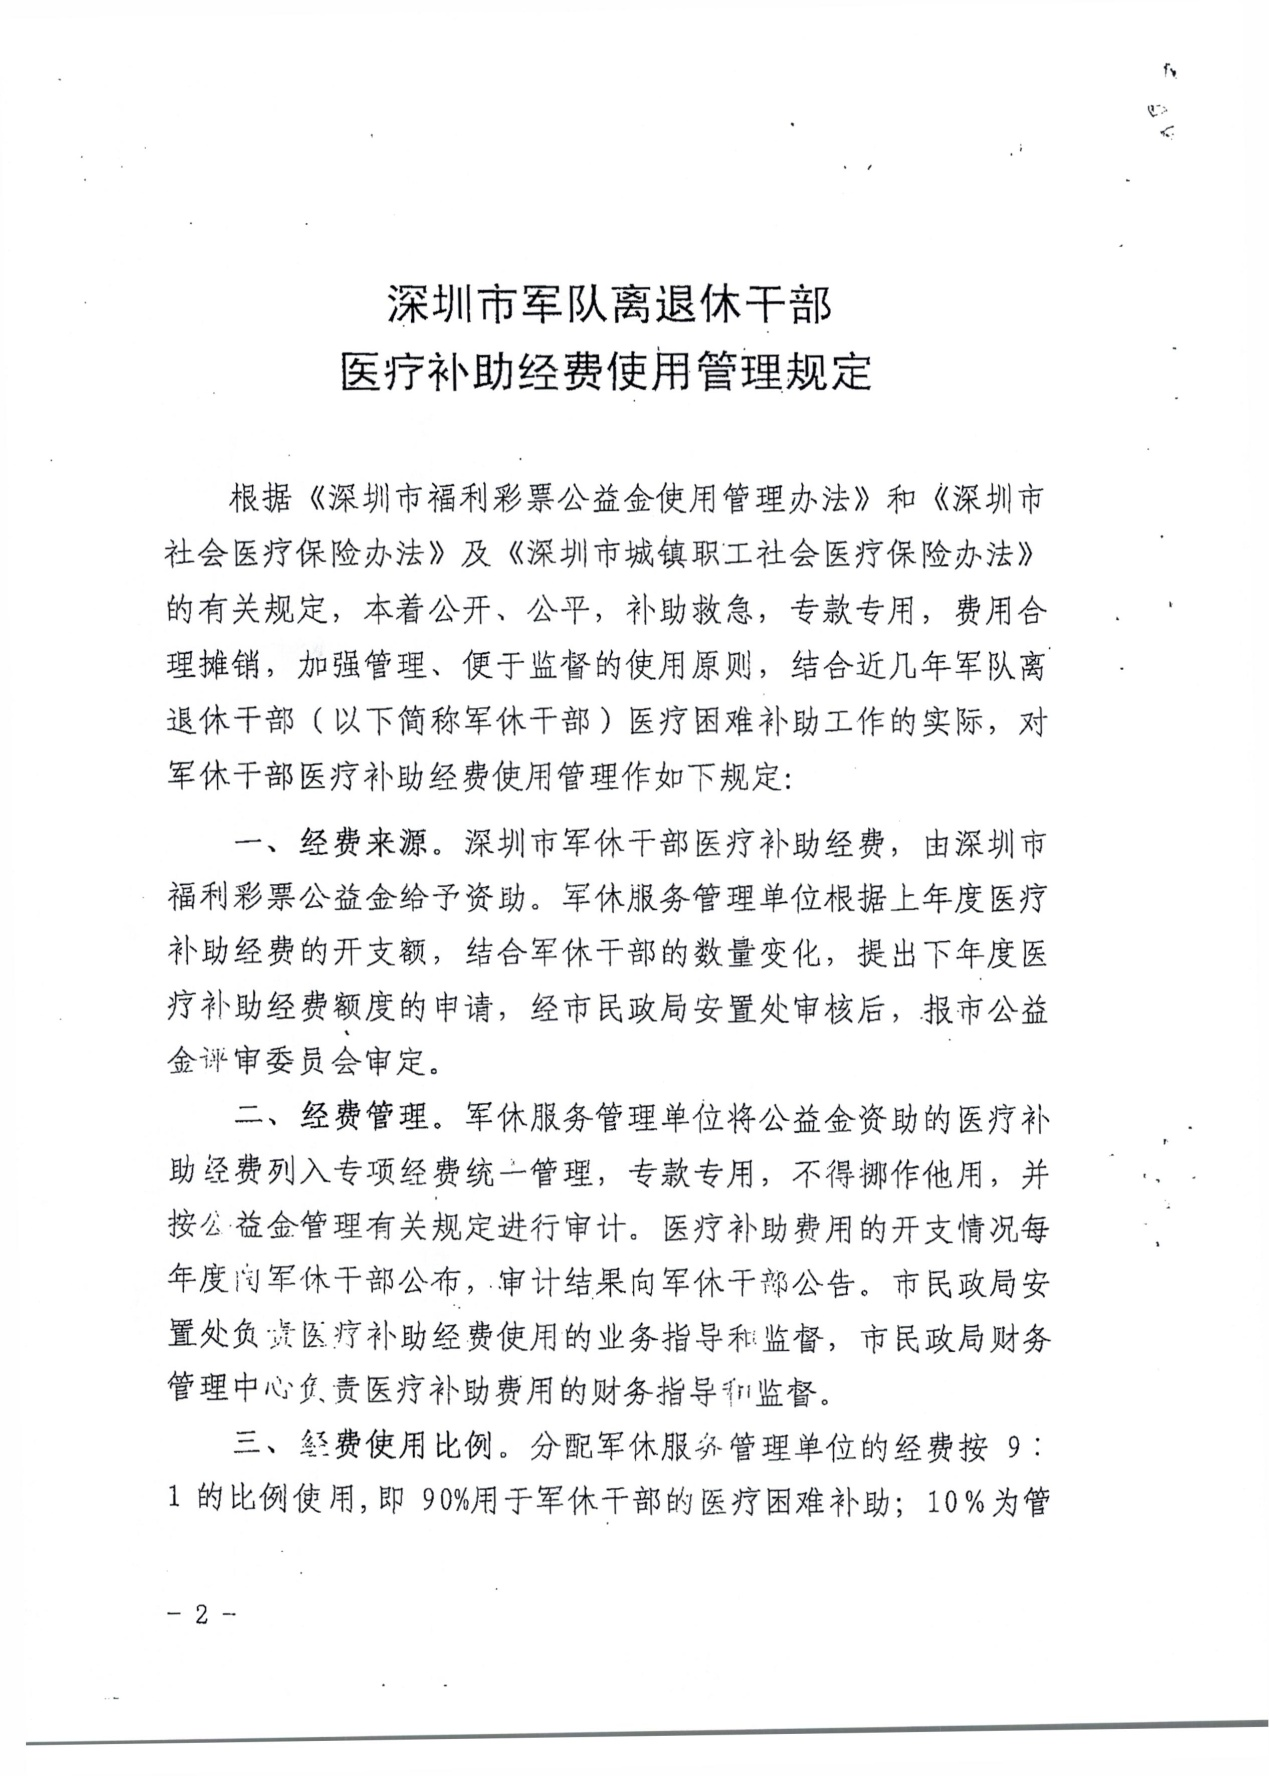 深圳市军队离退休干部
医疗补助经费使用管理规定
根据《深圳市福利彩票公益金使用管理办法》和《深圳市
社会医疗保险办法》及《深圳市城镇职工社会医疗保险办法》
的有关规定，本着公开、公平，补助救急，专款专用，费用合
理摊销，加强管理、便于监督的使用原则，结合近几年军队离
退休干部（以下简称军休干部）医疗困难补助工作的实际，对
军休干部医疗补助经费使用管理作如下规定：
一、经费来源。深圳市军休干部医疗补助经费，由深圳市
福利彩票公益金给予资助。军休服务管理单位根据上年度医疗
补助经费的开支额，结合军休干部的数量变化，提出下年度医
疗补助经费额度的申请，经市民政局安置处审核后，报市公益
金评审委员会审定。
二、经费管理。军休服务管理单位将公益金资助的医疗补
助经费列入专项经费统一管理，专款专用，不得挪作他用，并
按公益金管理有关规定进行审计。医疗补助费用的开支情况每
年度向军休干部公布，审计结果向军休干部公告。市民政局安
置处负责医疗补助经费使用的业务指导和监督，市民政局财务
管理中心负责医疗补助费用的财务指导和监督。
三、经费使用比例。分配军休服务管理单位的经费按 9：
1 的比例使用,即 90%用于军休干部的医疗困难补助；10%为管
- 2 -